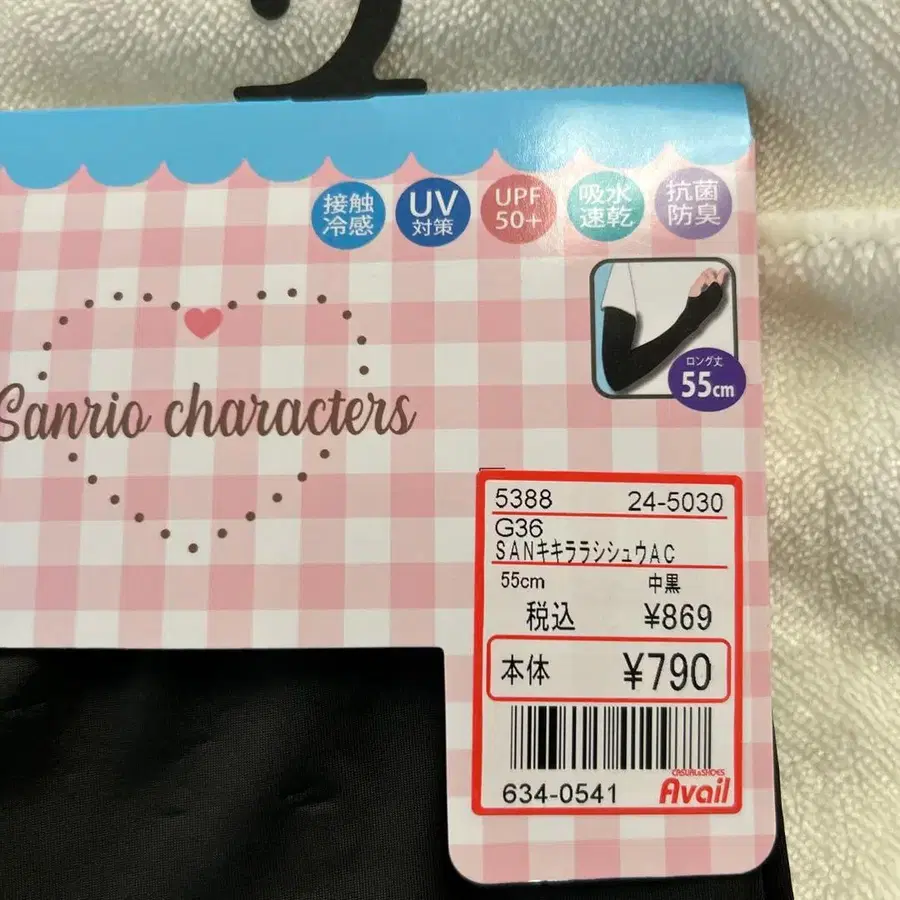 接触
冷感
UV
対策
UPF
50+
吸水
速乾
抗菌
防臭
ロング丈
55cm
Sanrio characters
5388 24-5030
G36
SANキキララシシュウAC
55cm 中黒
税込 ¥869
本体 ¥790
634-0541
CASUAL&SHOES
Avail